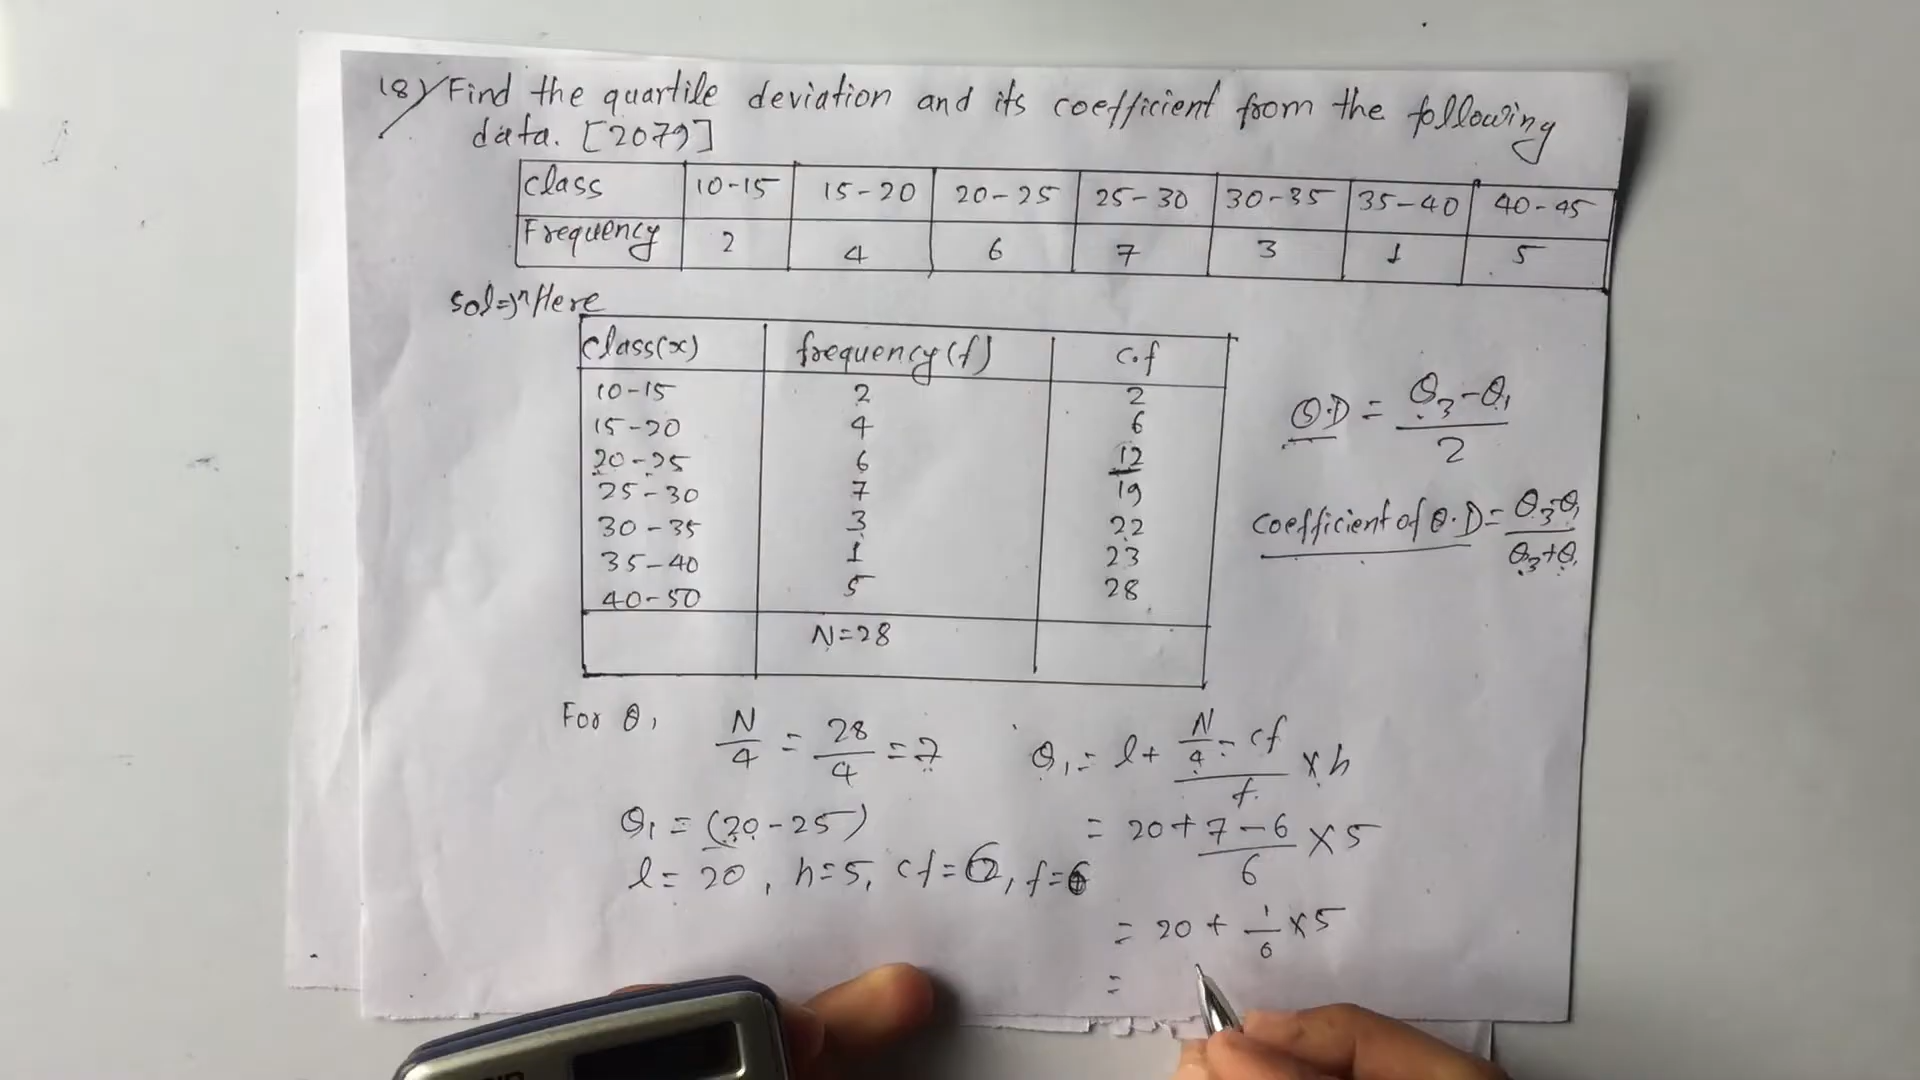 18) Find the quartile deviation and its coefficient from the following
data. [2079]
class 10-15 15-20 20-25 25-30 30-35 35-40 40-45
Frequency 2 4 6 7 3 1 5
sol=)ⁿ Here
class(x) frequency(f) c.f
10-15 2 2
15-20 4 6
20-25 6 12
25-30 7 19
30-35 3 22
35-40 1 23
40-50 5 28
N=28
Q.D = Q₃-Q₁/2
coefficient of Q.D = Q₃-Q₁/Q₃+Q₁
For Q₁ N/4 = 28/4 = 7
Q₁ = (20-25)
l = 20, h=5, cf=6, f=6
Q₁ = l + N/4 - cf/f × h
= 20 + 7-6/6 × 5
= 20 + 1/6 × 5
=